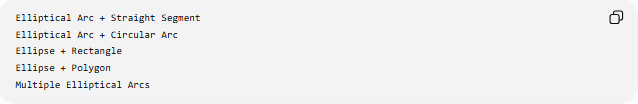 Elliptical Arc + Straight Segment
Elliptical Arc + Circular Arc
Ellipse + Rectangle
Ellipse + Polygon
Multiple Elliptical Arcs